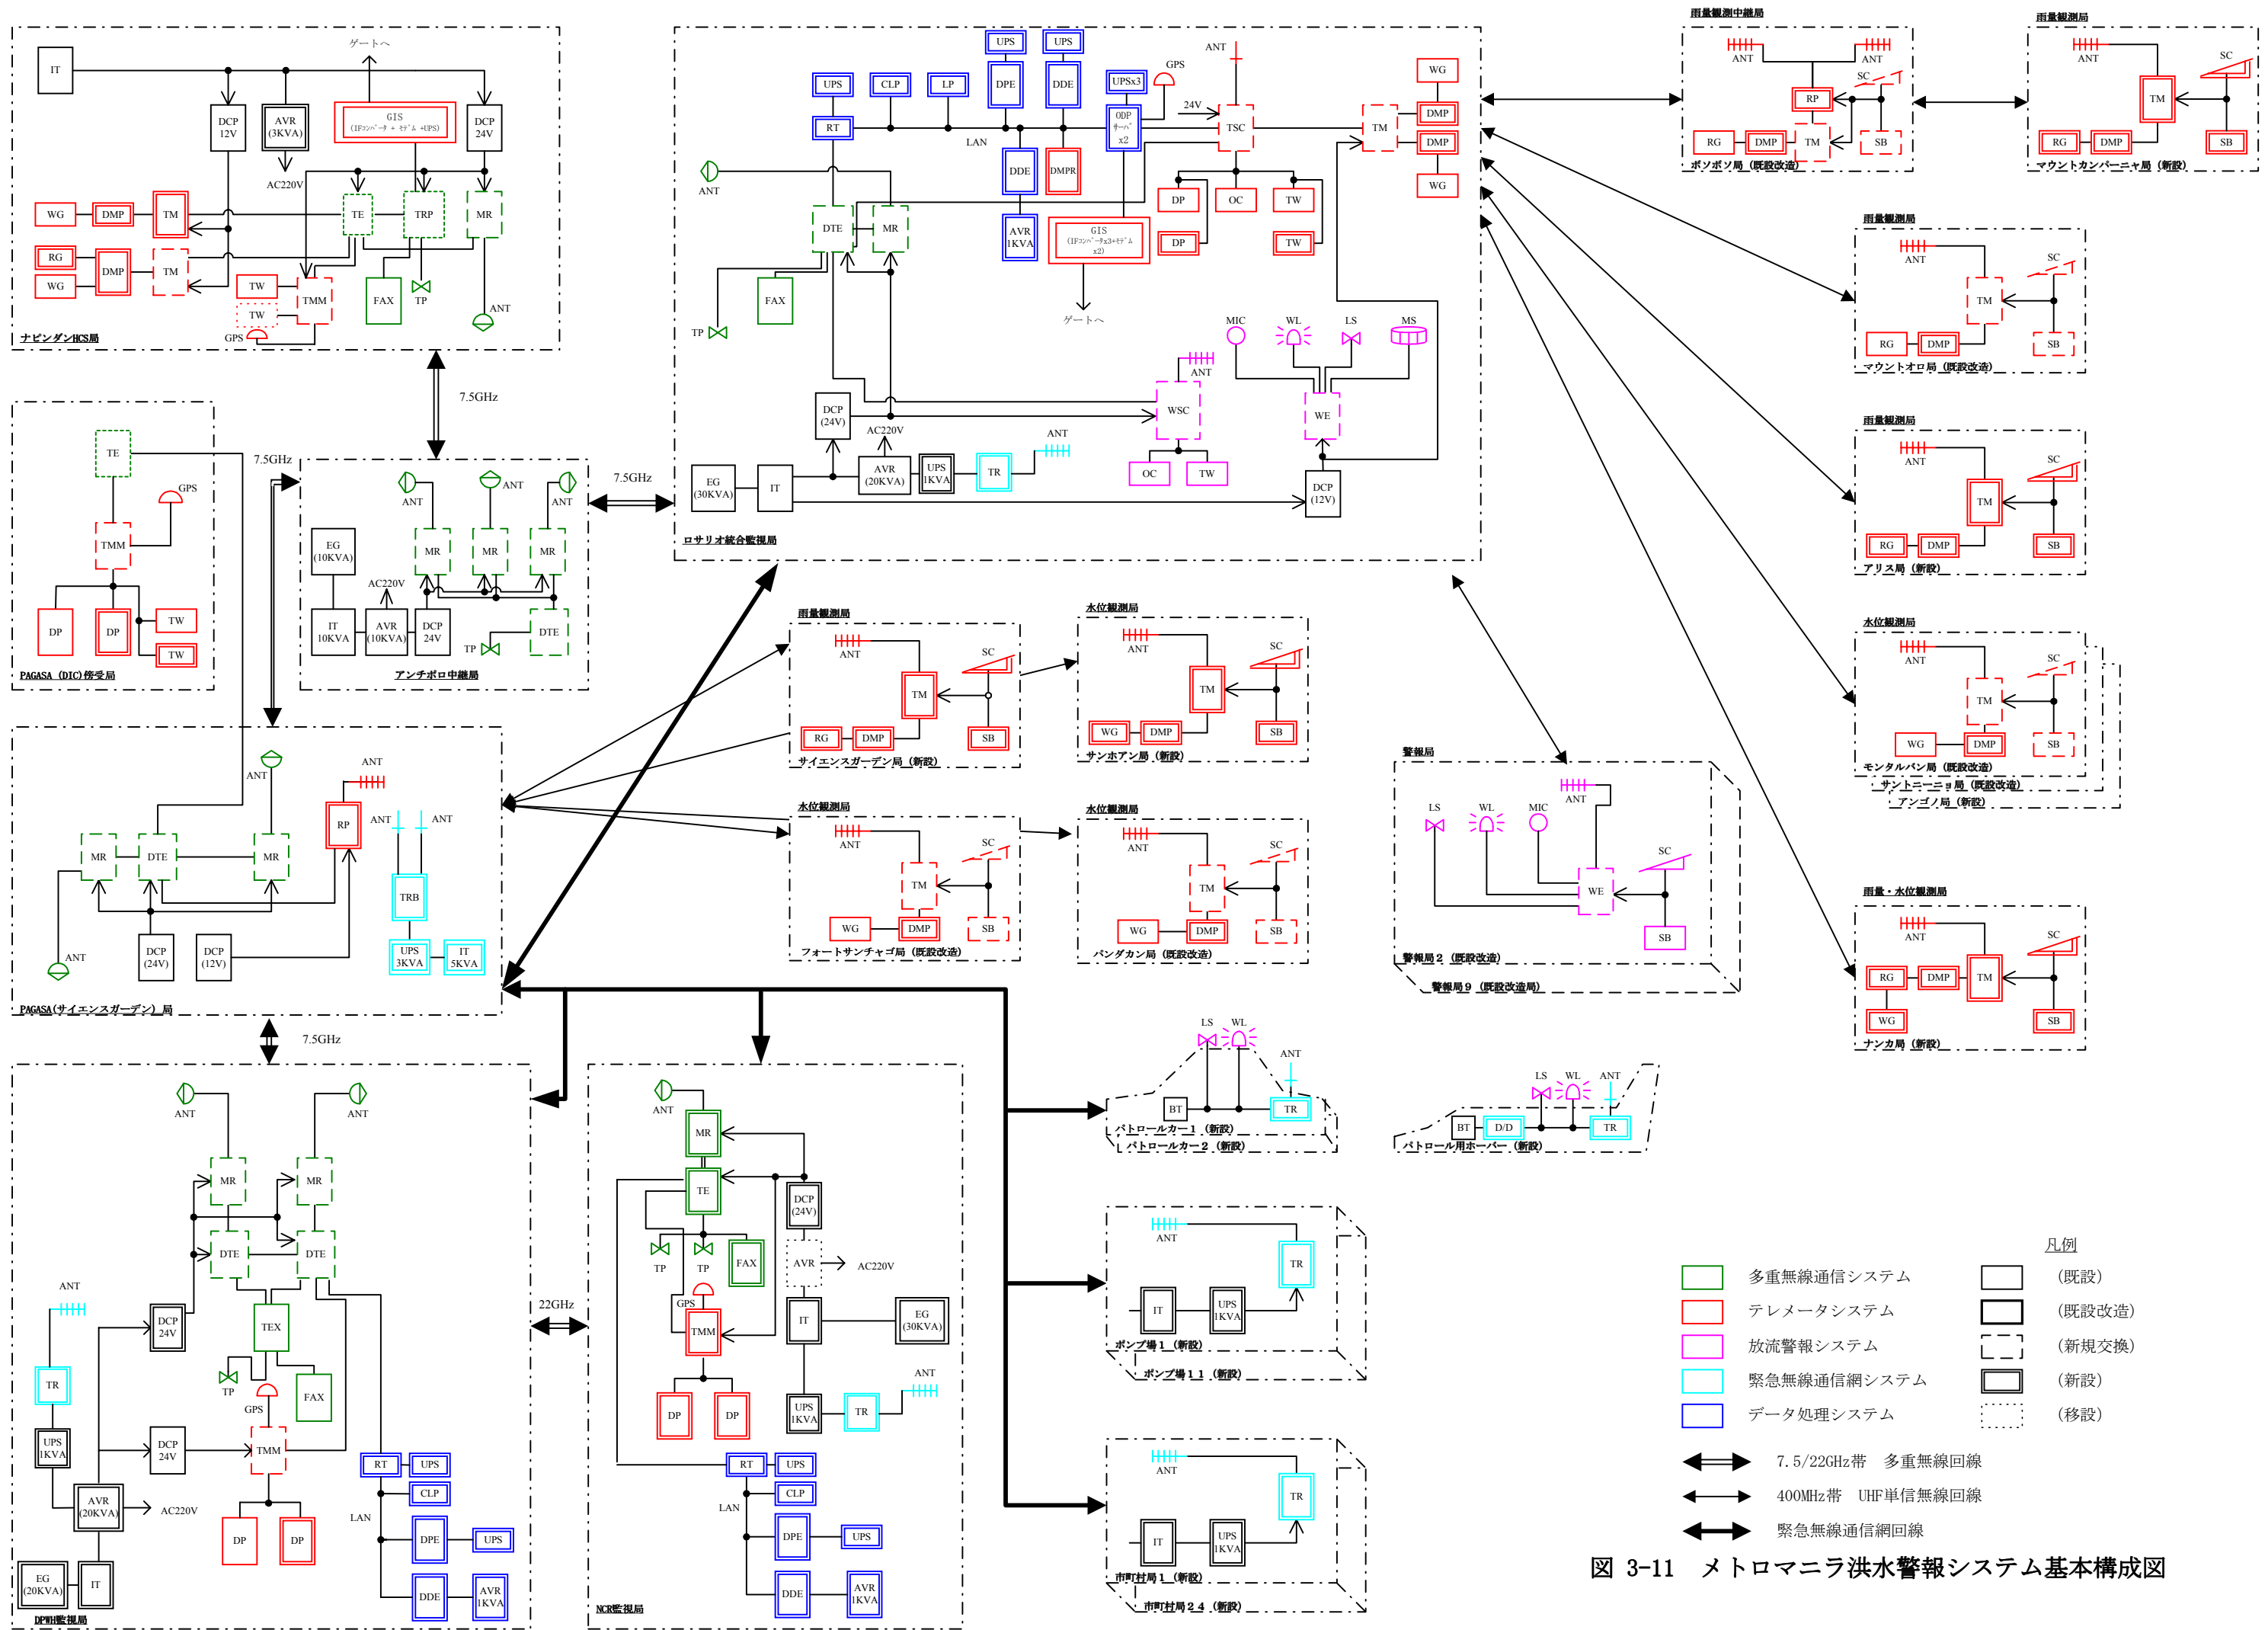 IT
ゲートへ
DCP
12V
AVR
(3KVA)
AC220V
GIS
(IFコンバータ + モデム +UPS)
DCP
24V
WG
DMP
TM
TE
TRP
MR
RG
WG
DMP
TM
TW
TW
TMM
GPS
FAX
TP
ANT
ナピンダンHCS局
7.5GHz
TE
GPS
TMM
DP
DP
TW
TW
PAGASA (DIC)傍受局
7.5GHz
ANT
ANT
ANT
MR
MR
MR
EG
(10KVA)
AC220V
IT
10KVA
AVR
(10KVA)
DCP
24V
TP
DTE
アンチポロ中継局
7.5GHz
UPS
CLP
LP
UPS
DPE
UPS
DDE
UPSx3
ODP
サーバ
x2
GPS
ANT
24V
TSC
TM
WG
DMP
DMP
WG
RT
LAN
DDE
DMPR
AVR
1KVA
ANT
DTE
MR
GIS
(IFコンバータx3+モデム
x2)
ゲートへ
DP
OC
TW
DP
TW
TP
FAX
MIC
WL
LS
MS
ANT
WSC
WE
DCP
(24V)
AC220V
OC
TW
EG
(30KVA)
IT
AVR
(20KVA)
UPS
1KVA
TR
ANT
DCP
(12V)
ロサリオ統合監視局
雨量観測中継局
ANT
ANT
SC
RP
RG
DMP
TM
SB
ボソボソ局 (既設改造)
雨量観測局
ANT
SC
TM
RG
DMP
SB
マウントカンパーニャ局 (新設)
雨量観測局
ANT
SC
TM
RG
DMP
SB
マウントオロ局 (既設改造)
雨量観測局
ANT
SC
TM
RG
DMP
SB
アリス局 (新設)
水位観測局
ANT
SC
TM
WG
DMP
SB
モンタルバン局 (既設改造)
サントニーニョ局 (既設改造)
アンゴノ局 (新設)
雨量・水位観測局
ANT
SC
RG
DMP
TM
WG
SB
ナンカ局 (新設)
雨量観測局
ANT
SC
TM
RG
DMP
SB
サイエンスガーデン局 (新設)
水位観測局
ANT
SC
TM
WG
DMP
SB
サンホアン局 (新設)
水位観測局
ANT
SC
TM
WG
DMP
SB
フォートサンチャゴ局 (既設改造)
水位観測局
ANT
SC
TM
WG
DMP
SB
パンダカン局 (既設改造)
警報局
LS
WL
MIC
ANT
SC
WE
SB
警報局2 (既設改造)
警報局9 (既設改造局)
ANT
ANT
RP
ANT
ANT
MR
DTE
MR
TRB
ANT
DCP
(24V)
DCP
(12V)
UPS
3KVA
IT
5KVA
PAGASA(サイエンスガーデン) 局
7.5GHz
ANT
ANT
MR
MR
DTE
DTE
ANT
DCP
24V
TEX
TP
FAX
TR
UPS
1KVA
GPS
DCP
24V
TMM
RT
UPS
CLP
LAN
AVR
(20KVA)
AC220V
DP
DP
DPE
UPS
EG
(20KVA)
IT
DDE
AVR
1KVA
DPWH監視局
22GHz
ANT
MR
TE
DCP
(24V)
TP
TP
FAX
AVR
AC220V
GPS
TMM
IT
EG
(30KVA)
ANT
DP
DP
UPS
1KVA
TR
RT
UPS
CLP
LAN
DPE
UPS
DDE
AVR
1KVA
NCR監視局
LS
WL
ANT
BT
TR
パトロールカー1 (新設)
パトロールカー2 (新設)
LS
WL
ANT
BT
D/D
TR
パトロール用ホーバー (新設)
ANT
TR
IT
UPS
1KVA
ポンプ場1 (新設)
ポンプ場11 (新設)
ANT
TR
IT
UPS
1KVA
市町村局1 (新設)
市町村局24 (新設)
凡例
多重無線通信システム
(既設)
テレメータシステム
(既設改造)
放流警報システム
(新規交換)
緊急無線通信網システム
(新設)
データ処理システム
(移設)
7.5/22GHz帯 多重無線回線
400MHz帯 UHF単信無線回線
緊急無線通信網回線
図 3-11 メトロマニラ洪水警報システム基本構成図